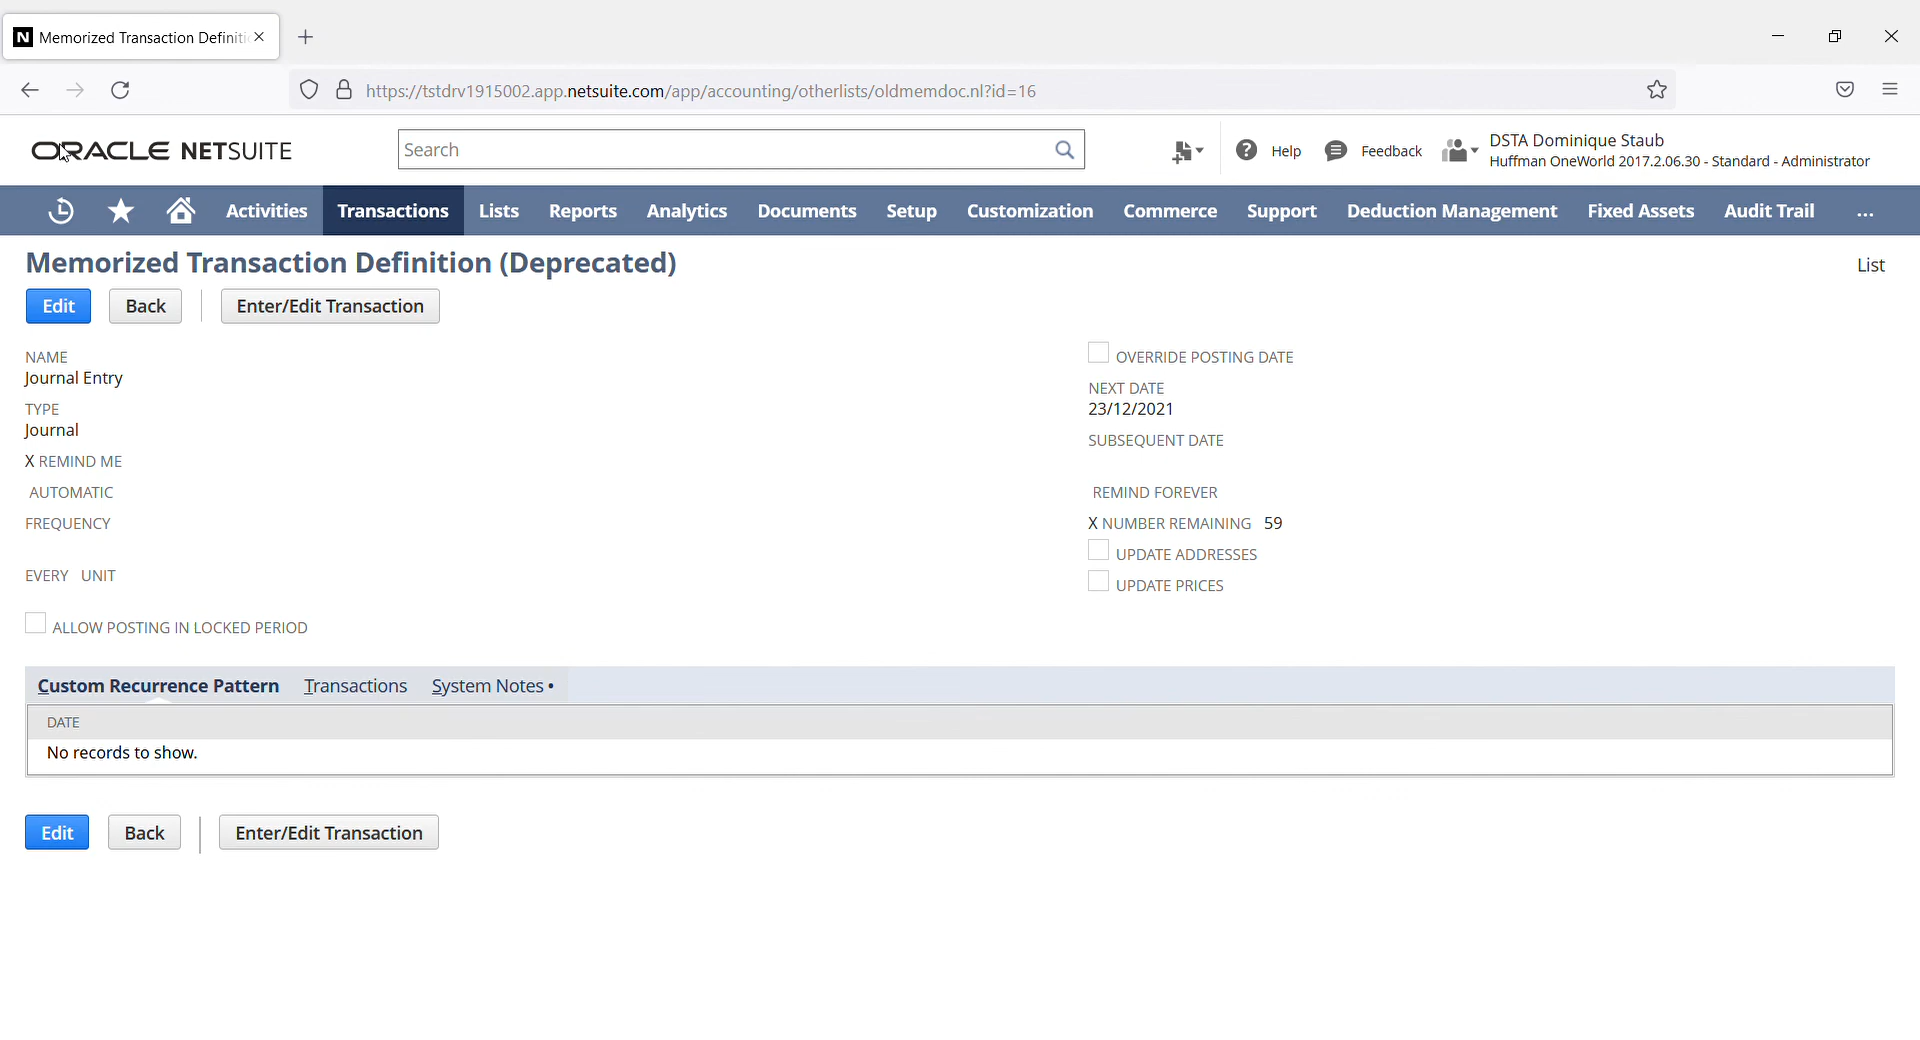 Memorized Transaction Definiti
https://tstdrv1915002.app.netsuite.com/app/accounting/otherlists/oldmemdoc.nl?id=16
ORACLE NETSUITE
Search
Help
Feedback
DSTA Dominique Staub
Huffman OneWorld 2017.2.06.30 - Standard - Administrator
Activities Transactions Lists Reports Analytics Documents Setup Customization Commerce Support Deduction Management Fixed Assets Audit Trail ...
Memorized Transaction Definition (Deprecated)
List
Edit Back Enter/Edit Transaction
NAME
Journal Entry
TYPE
Journal
X REMIND ME
AUTOMATIC
FREQUENCY
EVERY UNIT
ALLOW POSTING IN LOCKED PERIOD
OVERRIDE POSTING DATE
NEXT DATE
23/12/2021
SUBSEQUENT DATE
REMIND FOREVER
X NUMBER REMAINING 59
UPDATE ADDRESSES
UPDATE PRICES
Custom Recurrence Pattern Transactions System Notes •
DATE
No records to show.
Edit Back Enter/Edit Transaction